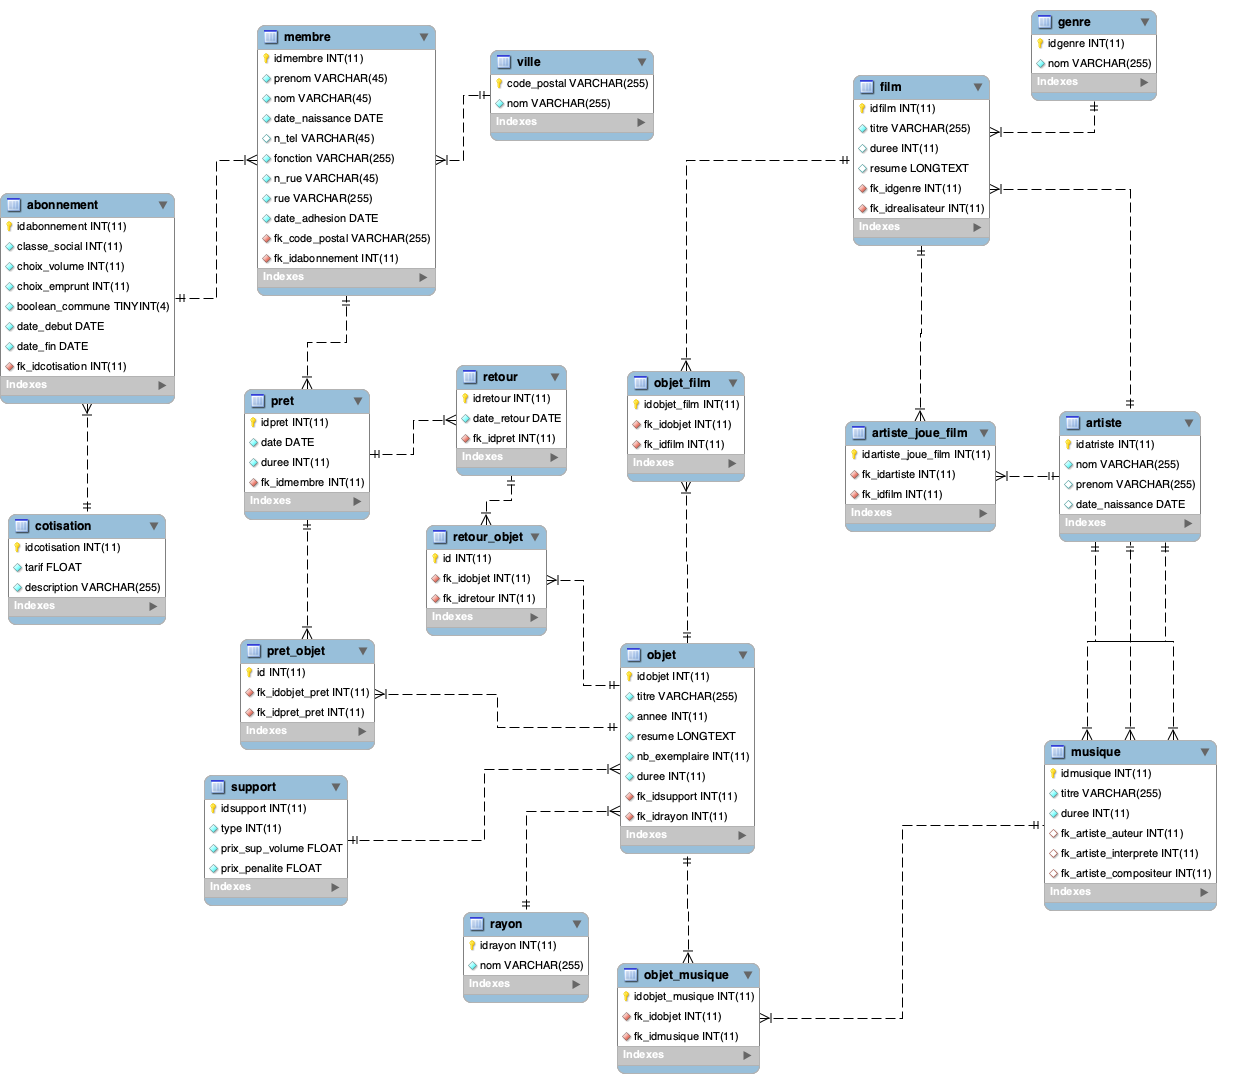 membre
idmembre INT(11)
prenom VARCHAR(45)
nom VARCHAR(45)
date_naissance DATE
n_tel VARCHAR(45)
fonction VARCHAR(255)
n_rue VARCHAR(45)
rue VARCHAR(255)
date_adhesion DATE
fk_code_postal VARCHAR(255)
fk_idabonnement INT(11)
Indexes
ville
code_postal VARCHAR(255)
nom VARCHAR(255)
Indexes
genre
idgenre INT(11)
nom VARCHAR(255)
Indexes
film
idfilm INT(11)
titre VARCHAR(255)
duree INT(11)
resume LONGTEXT
fk_idgenre INT(11)
fk_idrealisateur INT(11)
Indexes
abonnement
idabonnement INT(11)
classe_social INT(11)
choix_volume INT(11)
choix_emprunt INT(11)
boolean_commune TINYINT(4)
date_debut DATE
date_fin DATE
fk_idcotisation INT(11)
Indexes
pret
idpret INT(11)
date DATE
duree INT(11)
fk_idmembre INT(11)
Indexes
retour
idretour INT(11)
date_retour DATE
fk_idpret INT(11)
Indexes
objet_film
idobjet_film INT(11)
fk_idobjet INT(11)
fk_idfilm INT(11)
Indexes
artiste_joue_film
idartiste_joue_film INT(11)
fk_idartiste INT(11)
fk_idfilm INT(11)
Indexes
artiste
idatriste INT(11)
nom VARCHAR(255)
prenom VARCHAR(255)
date_naissance DATE
Indexes
cotisation
idcotisation INT(11)
tarif FLOAT
description VARCHAR(255)
Indexes
retour_objet
id INT(11)
fk_idobjet INT(11)
fk_idretour INT(11)
Indexes
pret_objet
id INT(11)
fk_idobjet_pret INT(11)
fk_idpret_pret INT(11)
Indexes
objet
idobjet INT(11)
titre VARCHAR(255)
annee INT(11)
resume LONGTEXT
nb_exemplaire INT(11)
duree INT(11)
fk_idsupport INT(11)
fk_idrayon INT(11)
Indexes
support
idsupport INT(11)
type INT(11)
prix_sup_volume FLOAT
prix_penalite FLOAT
Indexes
musique
idmusique INT(11)
titre VARCHAR(255)
duree INT(11)
fk_artiste_auteur INT(11)
fk_artiste_interprete INT(11)
fk_artiste_compositeur INT(11)
Indexes
rayon
idrayon INT(11)
nom VARCHAR(255)
Indexes
objet_musique
idobjet_musique INT(11)
fk_idobjet INT(11)
fk_idmusique INT(11)
Indexes